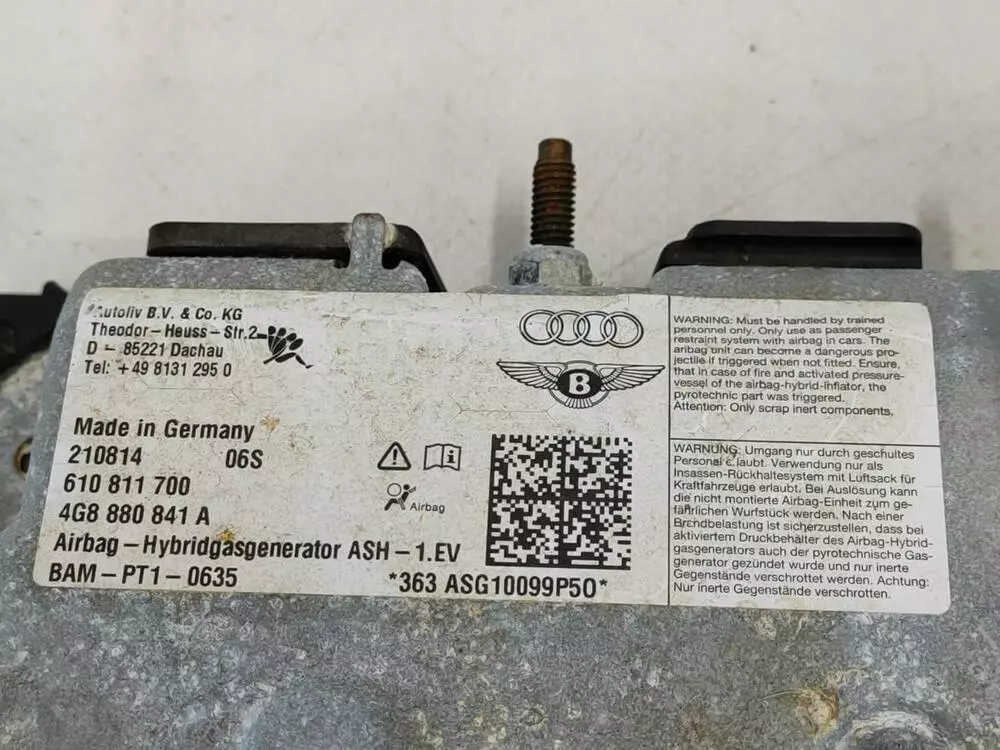 Autoliv B.V. & Co. KG
Theodor-Heuss-Str.2
D - 85221 Dachau
Tel: +49 8131 295 0
B
Made in Germany
210814 06S
610 811 700
4G8 880 841 A
Airbag
Airbag-Hybridgasgenerator ASH-1.EV
BAM-PT1-0635 *363 ASG10099P50*
WARNING: Must be handled by trained
personnel only. Only use as passenger
restraint system with airbag in cars. The
aribag unit can become a dangerous pro-
jectile if triggered when not fitted. Ensure,
that in case of fire and activated pressure-
vessel of the airbag-hybrid-inflator, the
pyrotechnic part was triggered.
Attention: Only scrap inert components.
WARNUNG: Umgang nur durch geschultes
Personal erlaubt. Verwendung nur als
Insassen-Rückhaltesystem mit Luftsack für
Kraftfahrzeuge erlaubt. Bei Auslösung kann
die nicht montierte Airbag-Einheit zum ge-
fährlichen Wurfstück werden. Nach einer
Brandbelastung ist sicherzustellen, dass bei
aktiviertem Druckbehälter des Airbag-Hybrid-
gasgenerators auch der pyrotechnische Gas-
generator gezündet wurde und nur inerte
Gegenstände verschrottet werden. Achtung:
Nur inerte Gegenstände verschrotten.